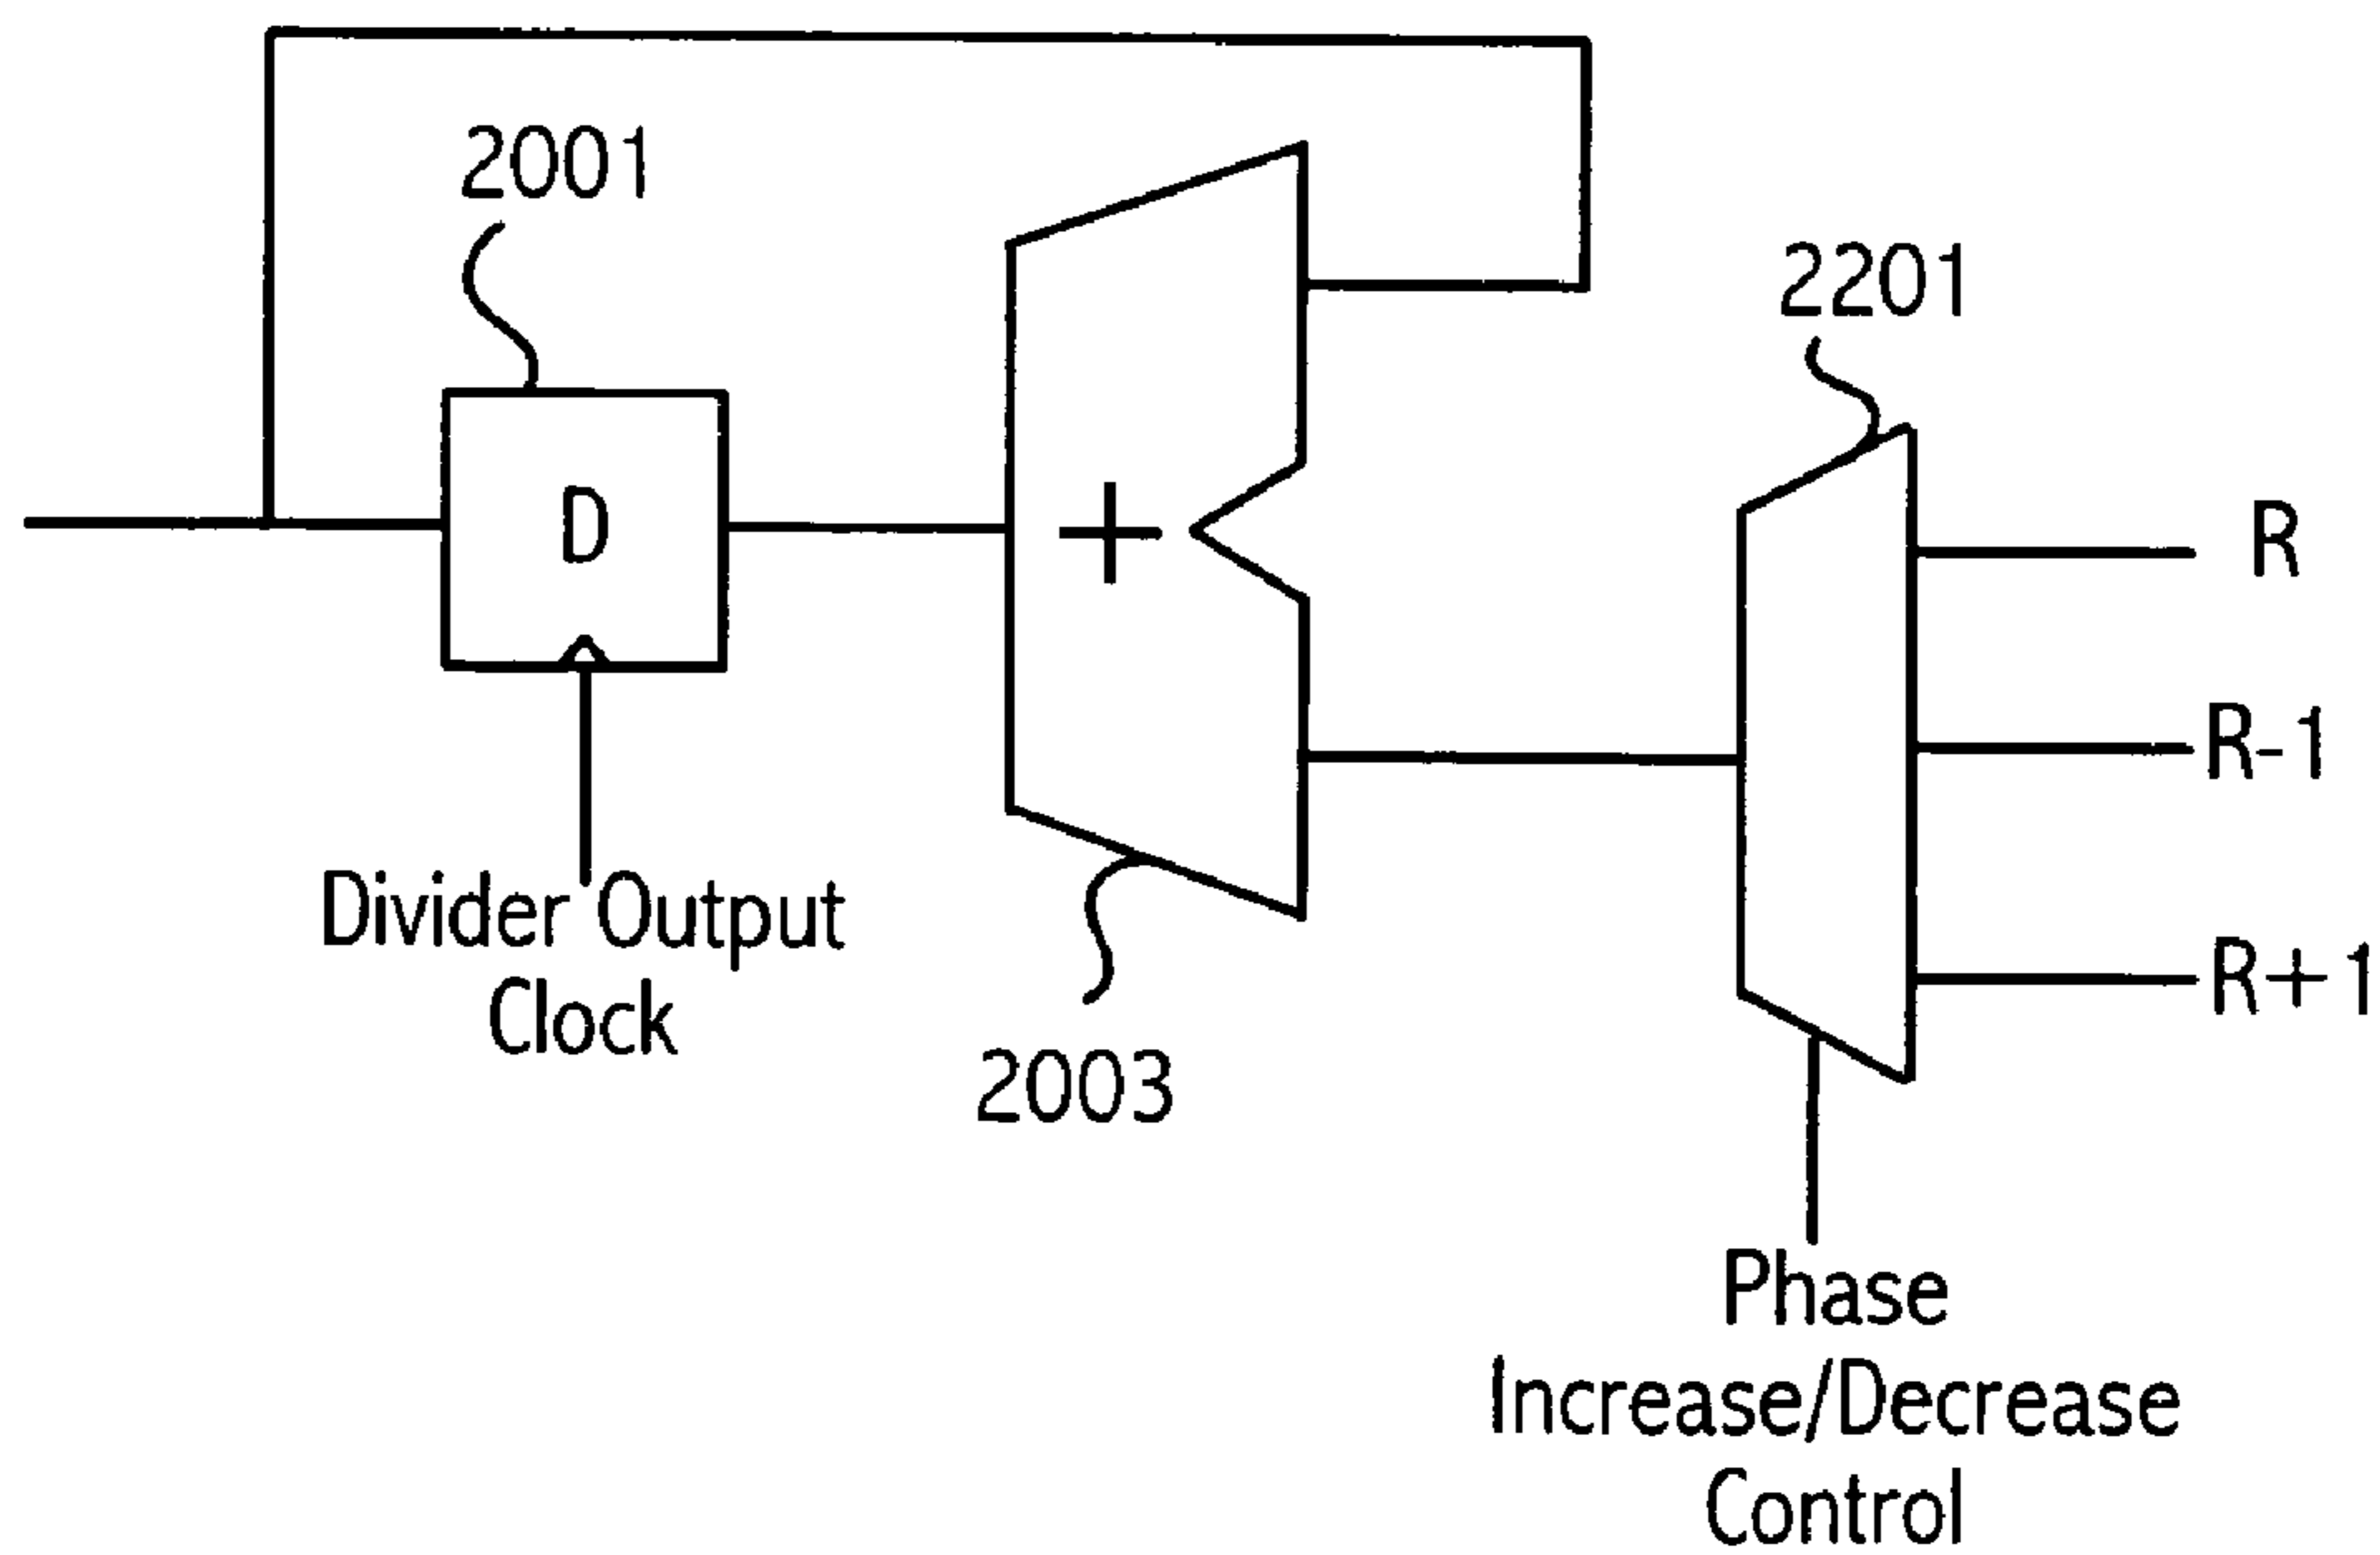 2001
2201
D
+
R
R-1
R+1
Divider Output
Clock
2003
Phase
Increase/Decrease
Control